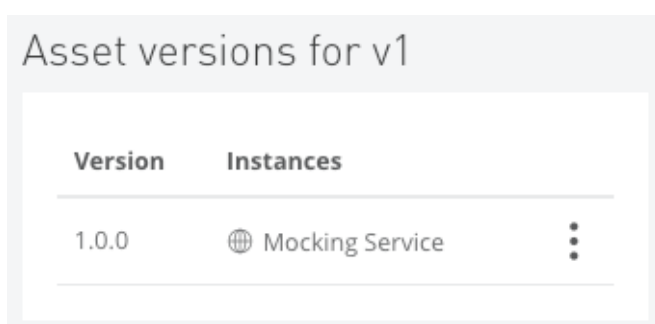 Asset versions for v1
Version Instances
1.0.0 Mocking Service